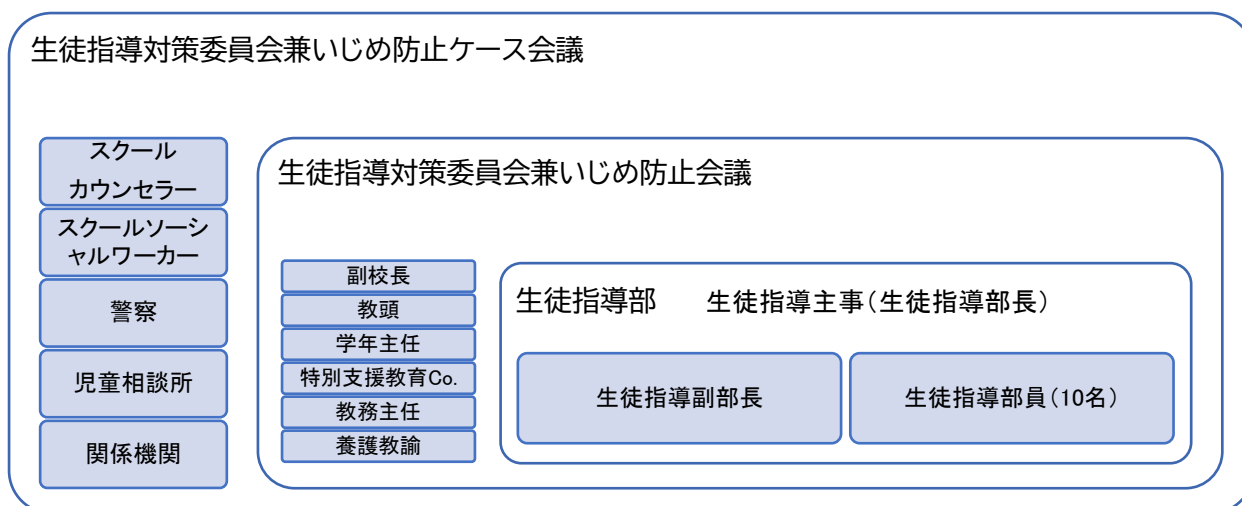 生徒指導対策委員会兼いじめ防止ケース会議
スクール
カウンセラー
スクールソーシ
ャルワーカー
警察
児童相談所
関係機関
生徒指導対策委員会兼いじめ防止会議
副校長
教頭
学年主任
特別支援教育Co.
教務主任
養護教諭
生徒指導部　生徒指導主事(生徒指導部長)
生徒指導副部長
生徒指導部員(10名)